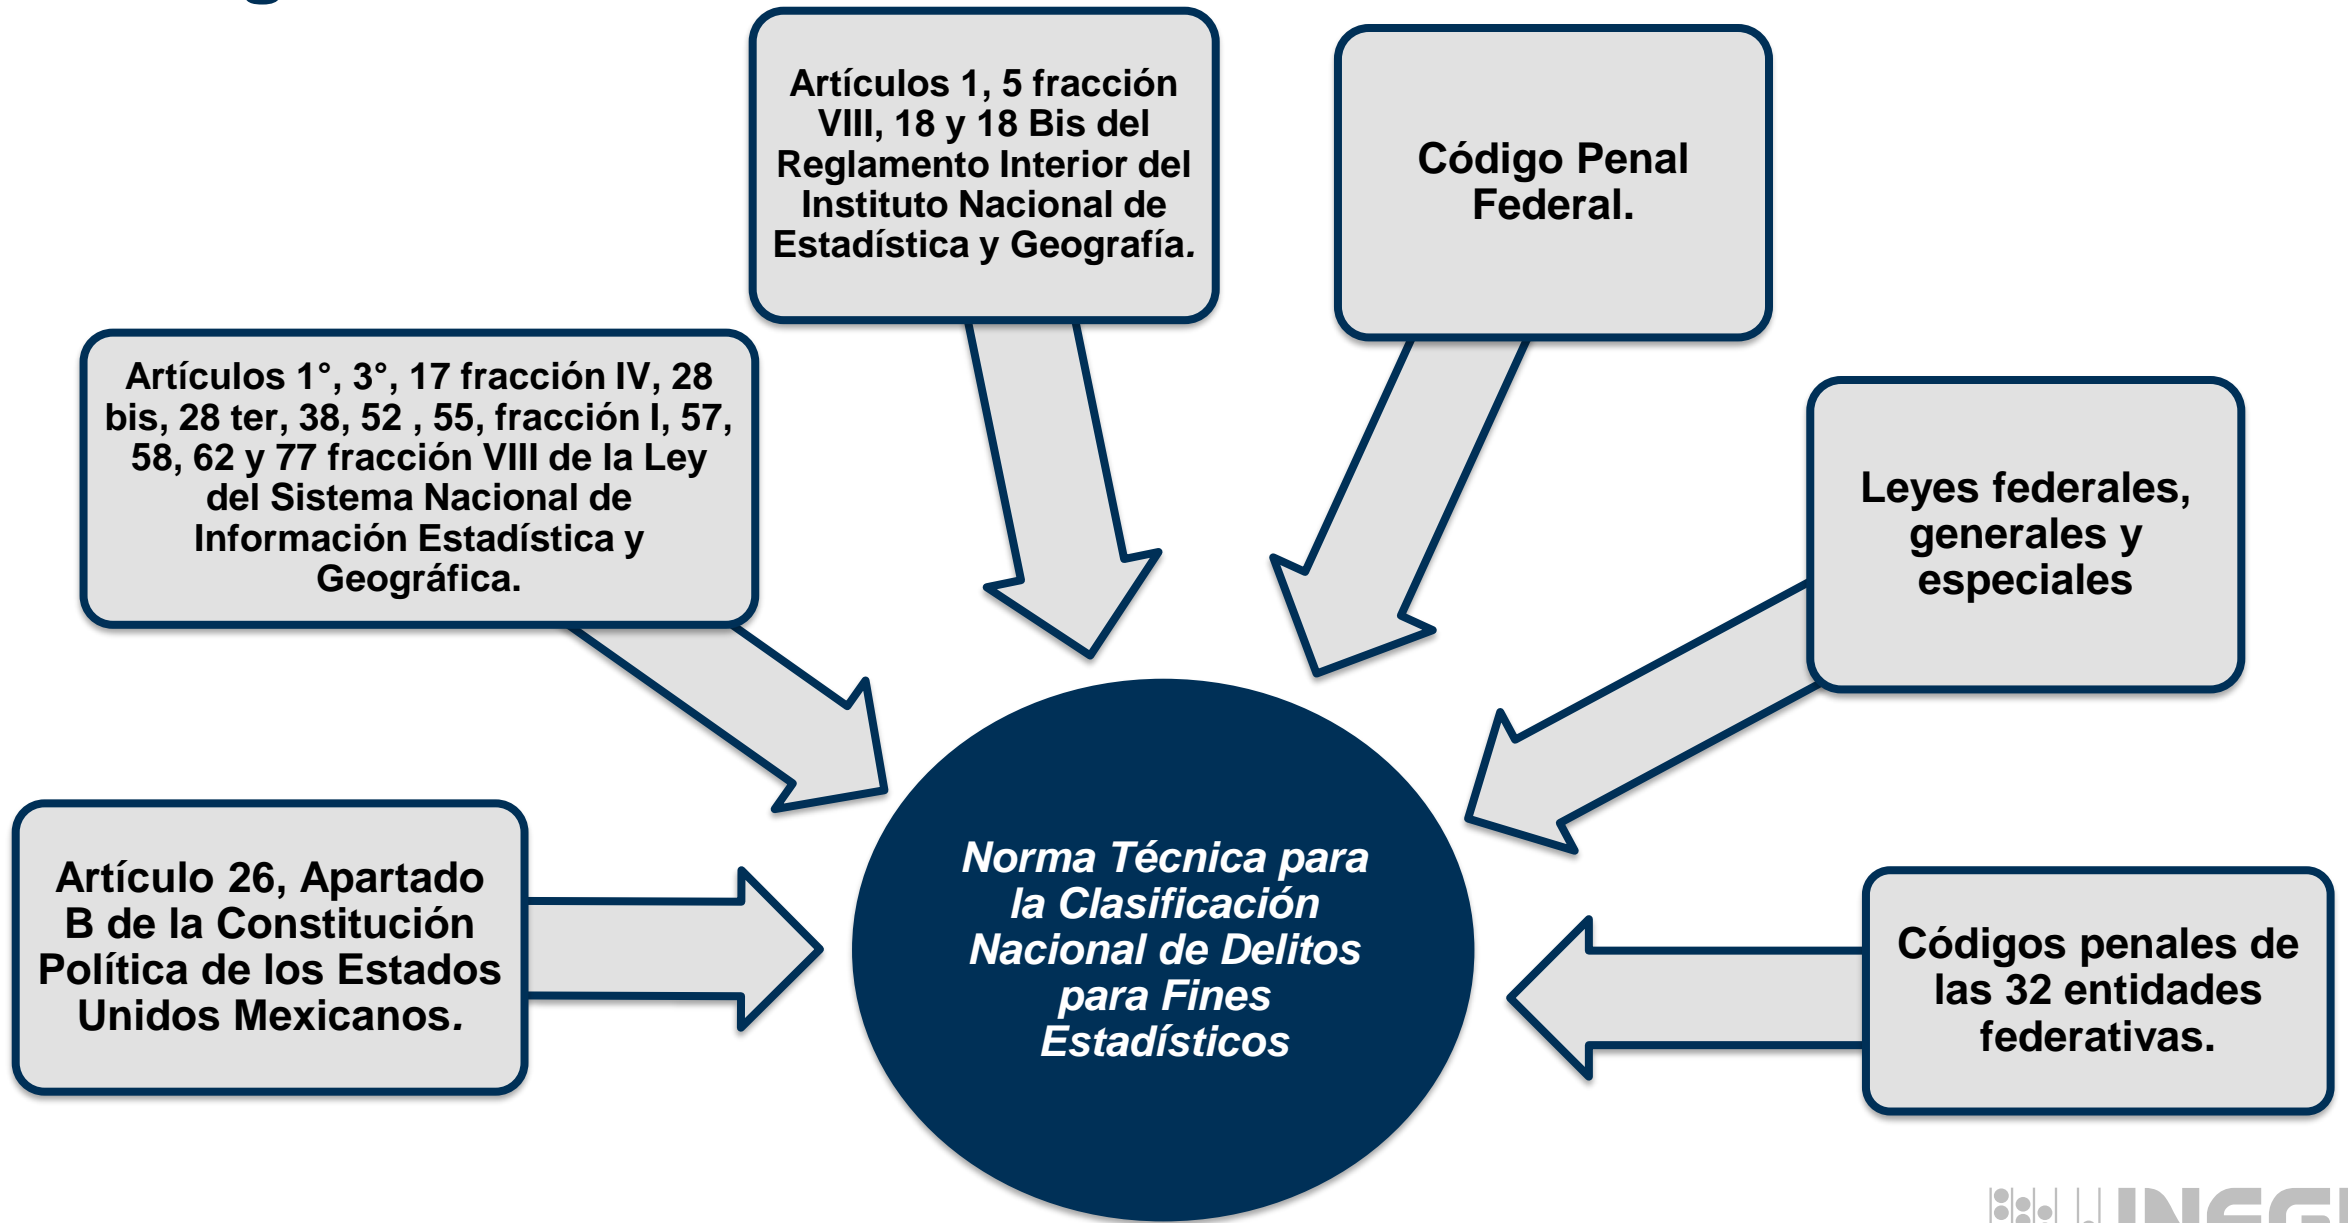 Artículos 1, 5 fracción
VIII, 18 y 18 Bis del
Reglamento Interior del
Instituto Nacional de
Estadística y Geografía.
Código Penal
Federal.
Artículos 1°, 3°, 17 fracción IV, 28
bis, 28 ter, 38, 52 , 55, fracción I, 57,
58, 62 y 77 fracción VIII de la Ley
del Sistema Nacional de
Información Estadística y
Geográfica.
Leyes federales,
generales y
especiales
Artículo 26, Apartado
B de la Constitución
Política de los Estados
Unidos Mexicanos.
Norma Técnica para
la Clasificación
Nacional de Delitos
para Fines
Estadísticos
Códigos penales de
las 32 entidades
federativas.
INEGI